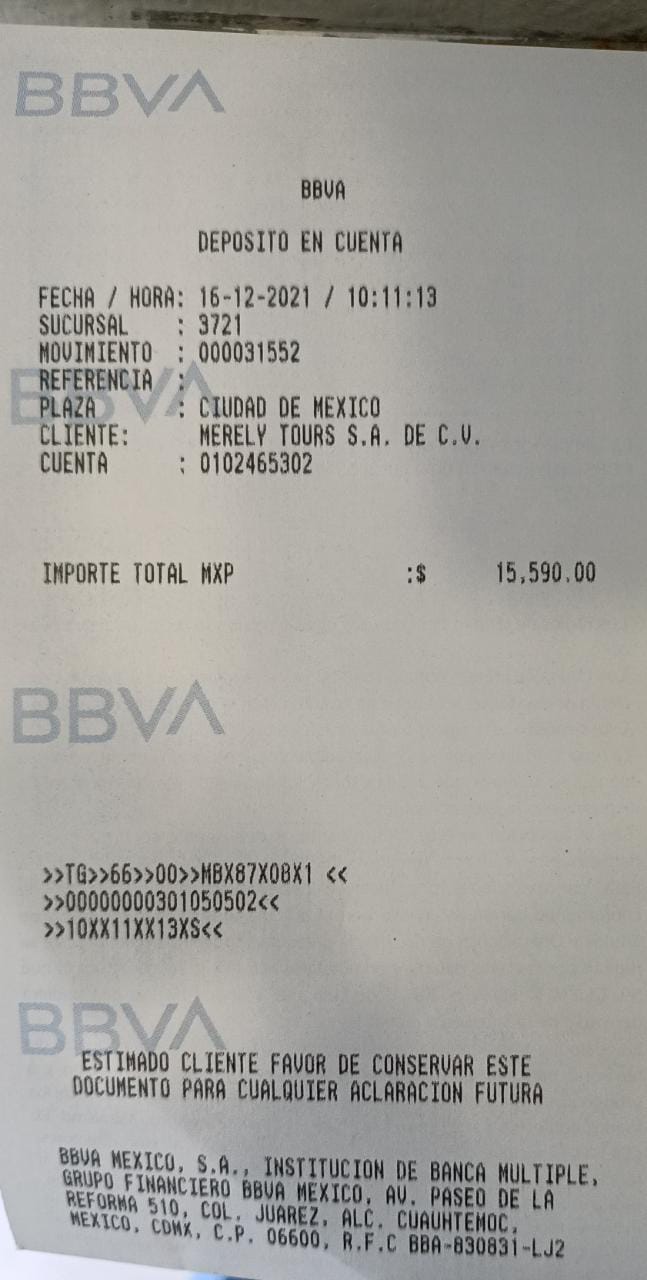 BBVA
BBVA
DEPOSITO EN CUENTA
FECHA / HORA: 16-12-2021 / 10:11:13
SUCURSAL : 3721
MOVIMIENTO : 000031552
REFERENCIA :
BBVA
PLAZA : CIUDAD DE MEXICO
CLIENTE: MERELY TOURS S.A. DE C.V.
CUENTA : 0102465302
IMPORTE TOTAL MXP :$ 15,590.00
BBVA
>>TG>>66>>00>>MBX87X08X1 <<
>>00000000301050502<<
>>10XX11XX13XS<<
BBVA
ESTIMADO CLIENTE FAVOR DE CONSERVAR ESTE
DOCUMENTO PARA CUALQUIER ACLARACION FUTURA
BBVA MEXICO, S.A., INSTITUCION DE BANCA MULTIPLE,
GRUPO FINANCIERO BBVA MEXICO, AV. PASEO DE LA
REFORMA 510, COL. JUAREZ, ALC. CUAUHTEMOC,
MEXICO, CDMX, C.P. 06600, R.F.C BBA-830831-LJ2